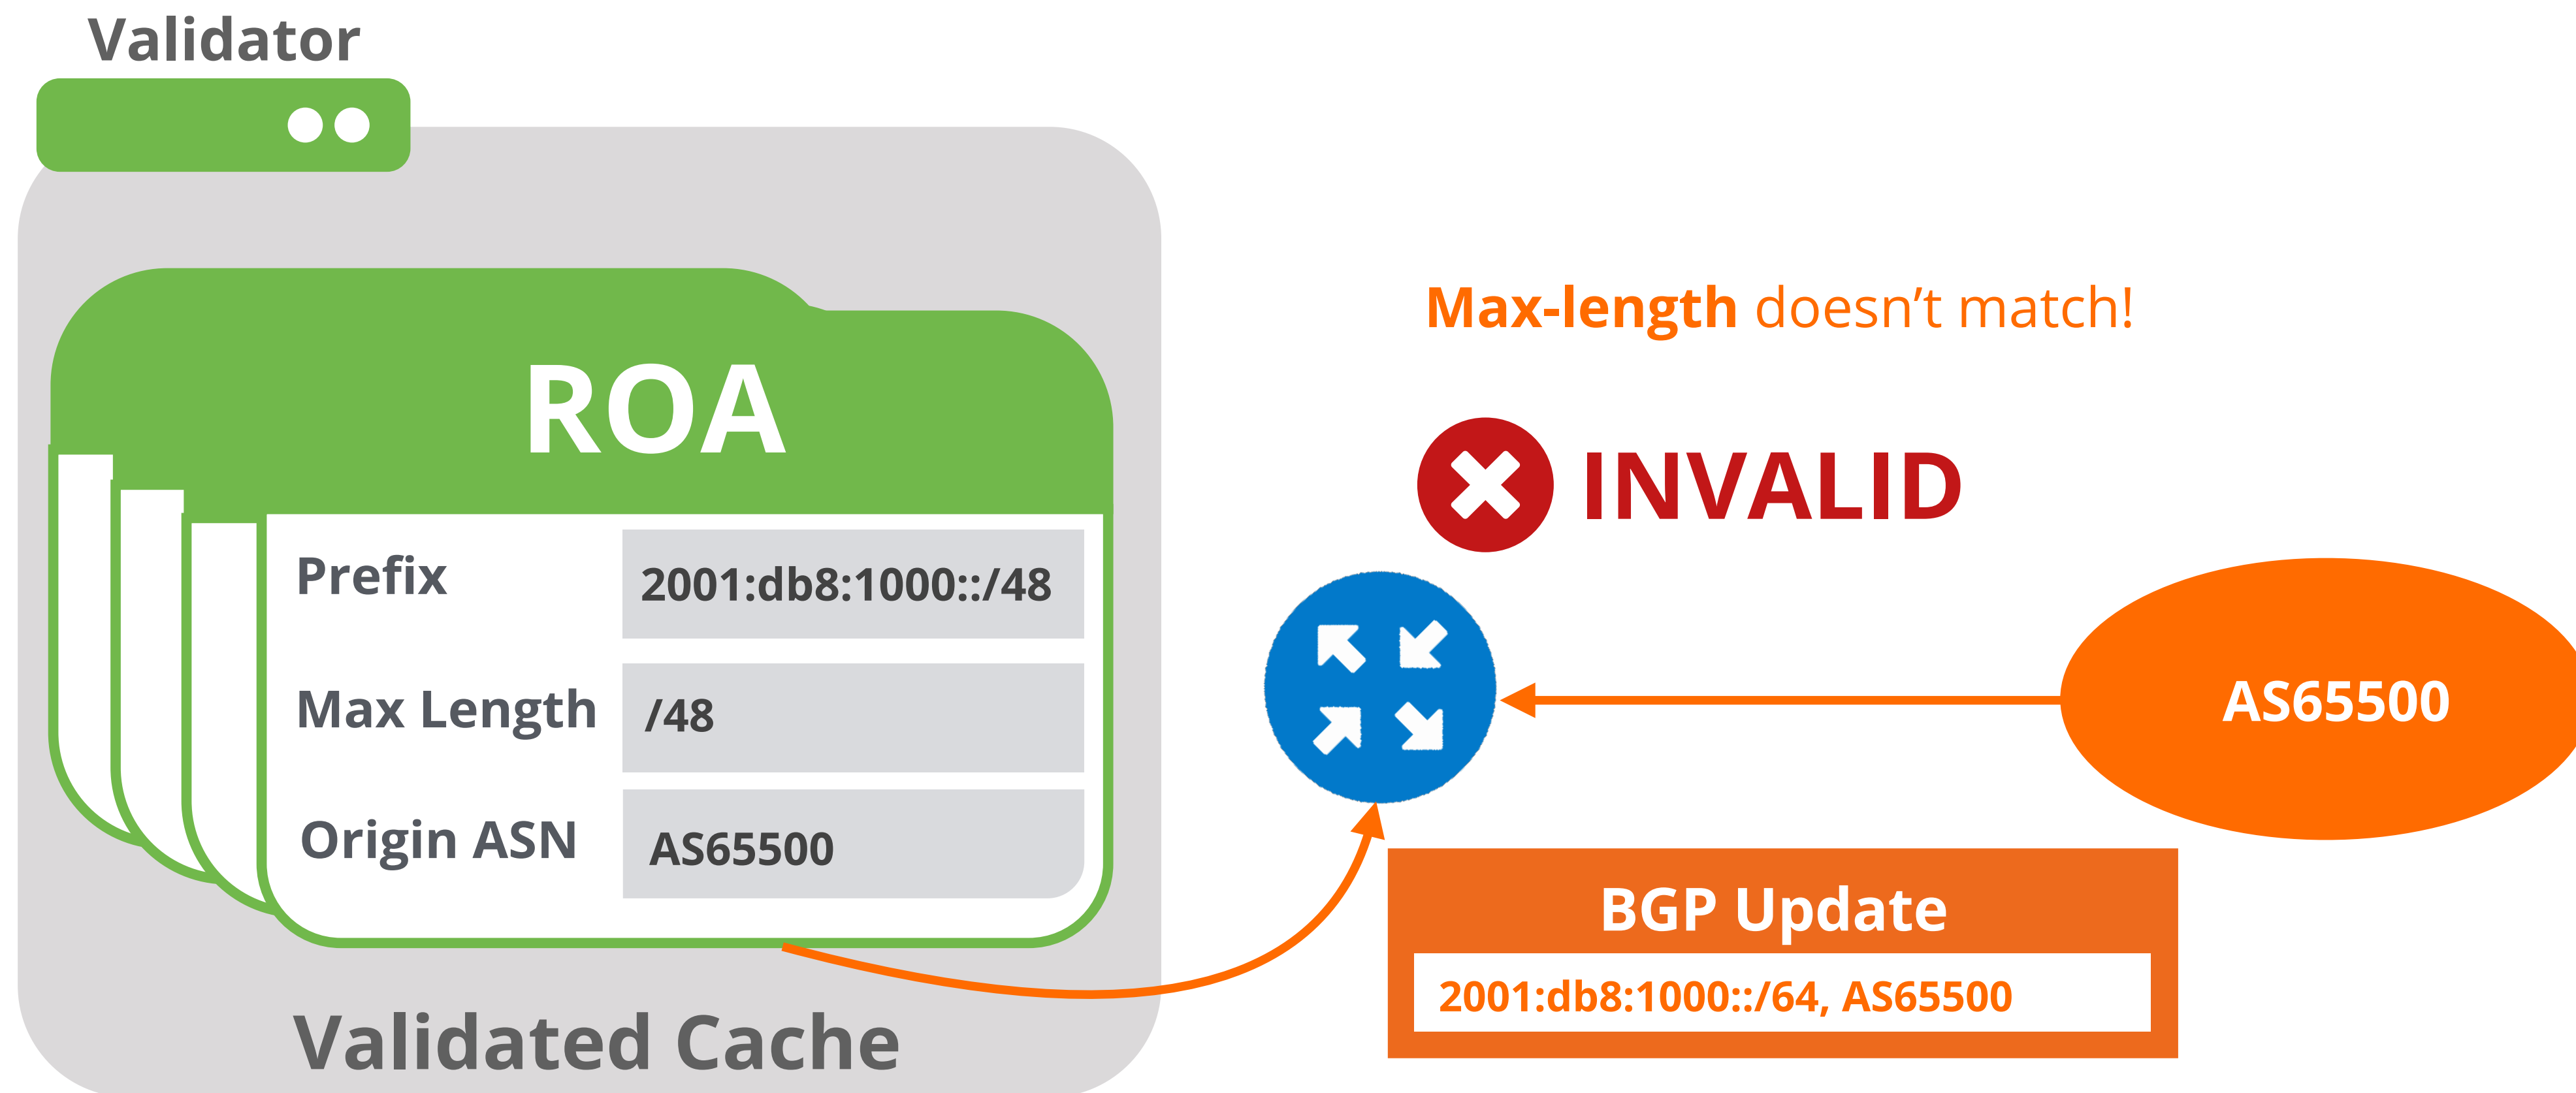 Validator
ROA
Prefix
2001:db8:1000::/48
Max Length
/48
Origin ASN
AS65500
Validated Cache
Max-length doesn’t match!
INVALID
AS65500
BGP Update
2001:db8:1000::/64, AS65500